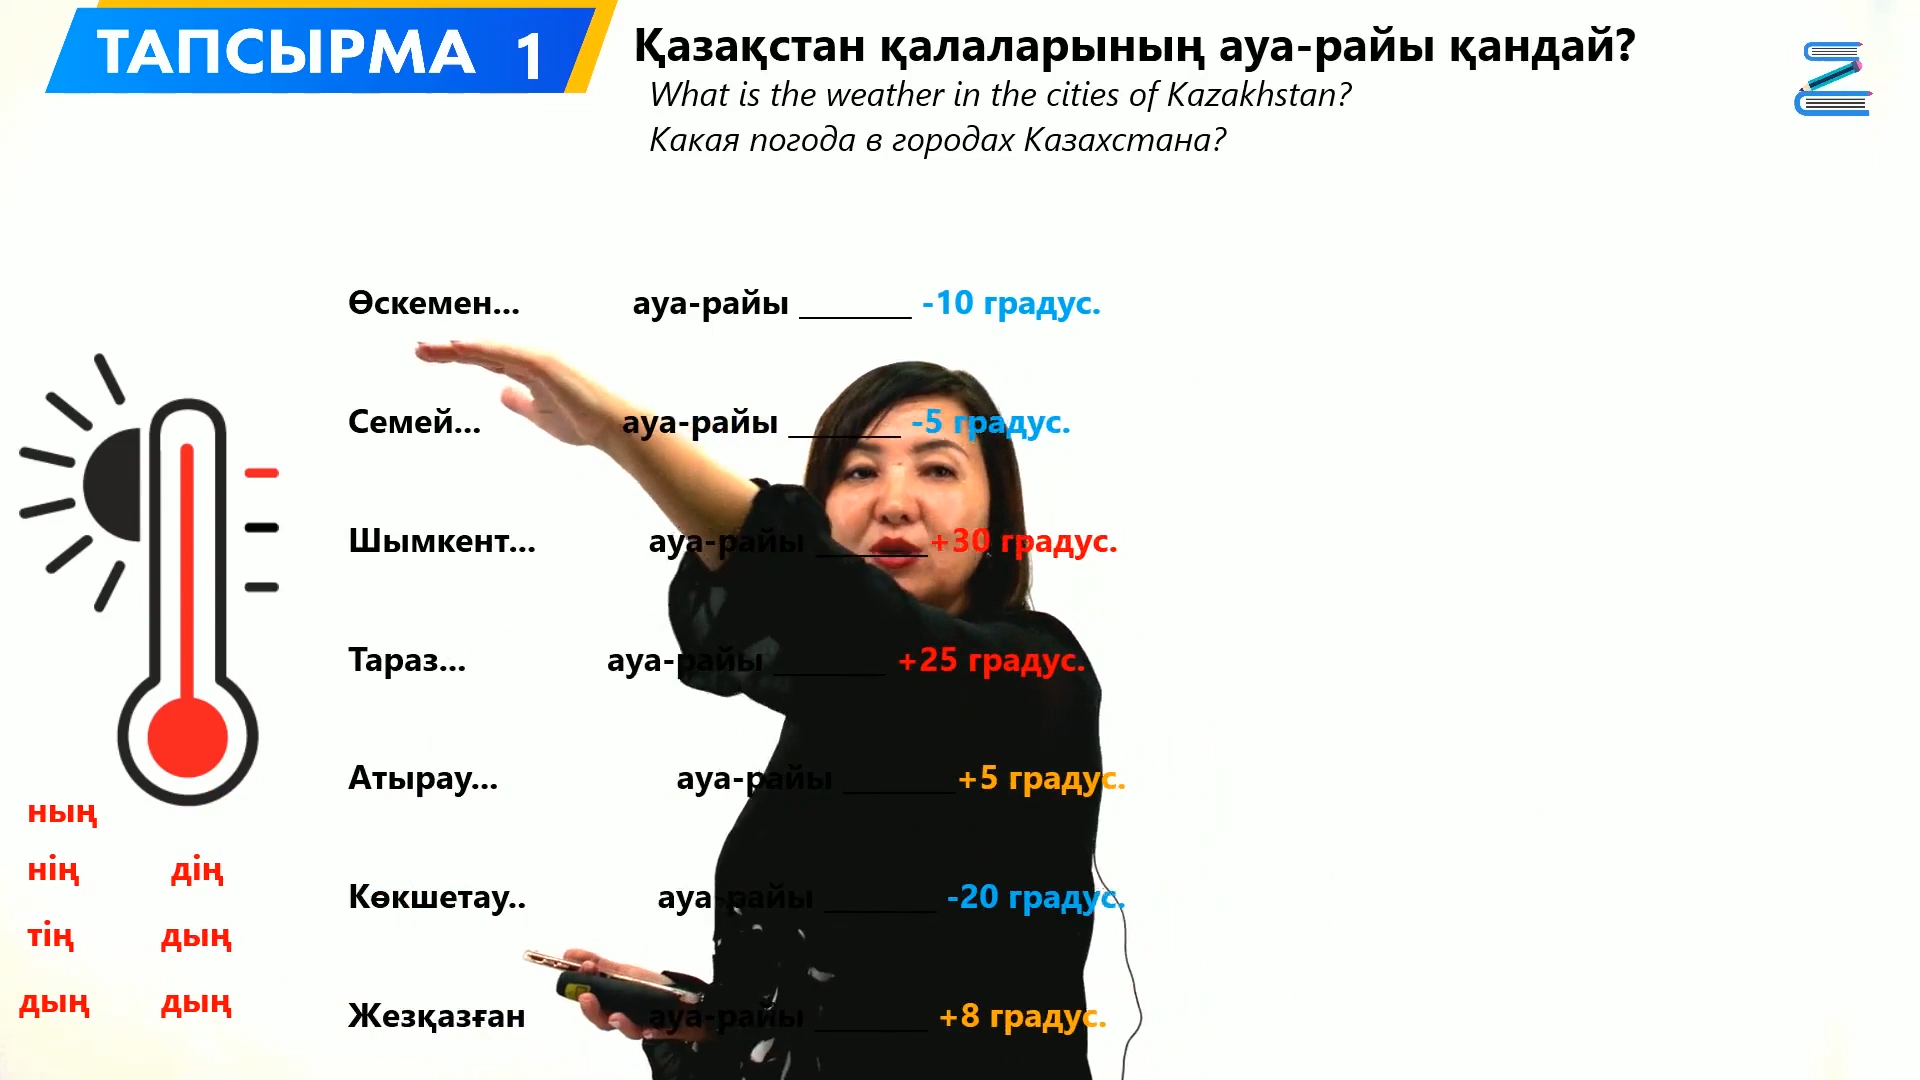 ТАПСЫРМА 1
Қазақстан қалаларының ауа-райы қандай?
What is the weather in the cities of Kazakhstan?
Какая погода в городах Казахстана?
Өскемен... ауа-райы _______ -10 градус.
Семей... ауа-райы _______ -5 градус.
Шымкент... ауа-райы _______+30 градус.
Тараз... ауа-райы _______ +25 градус.
Атырау... ауа-райы _______+5 градус.
Көкшетау.. ауа-райы _______ -20 градус.
Жезқазған ауа-райы _______ +8 градус.
ның
нің дің
тің дың
дың дың